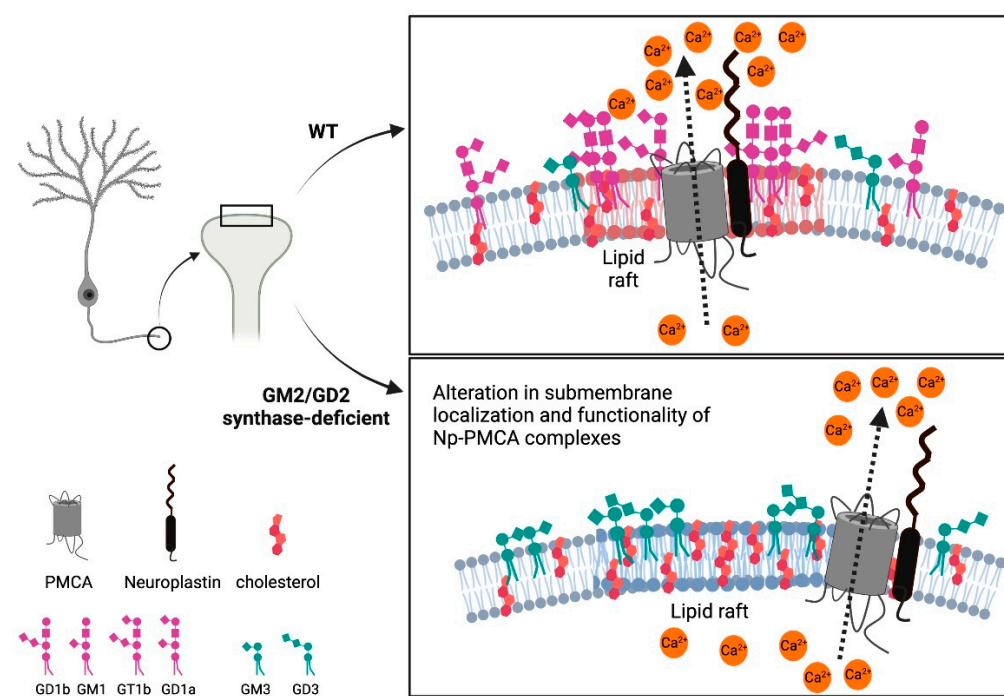 WT
GM2/GD2
synthase-deficient
PMCA
Neuroplastin
cholesterol
GD1b
GM1
GT1b
GD1a
GM3
GD3
Ca²⁺
Ca²⁺
Ca²⁺
Ca²⁺
Ca²⁺
Ca²⁺
Ca²⁺
Ca²⁺
Ca²⁺
Lipid
raft
Ca²⁺
Ca²⁺
Alteration in submembrane
localization and functionality of
Np-PMCA complexes
Ca²⁺
Ca²⁺
Ca²⁺
Ca²⁺
Ca²⁺
Lipid raft
Ca²⁺
Ca²⁺
Ca²⁺
Ca²⁺
Ca²⁺